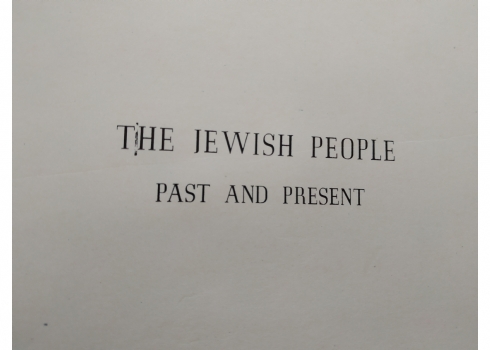 THE JEWISH PEOPLE
PAST AND PRESENT